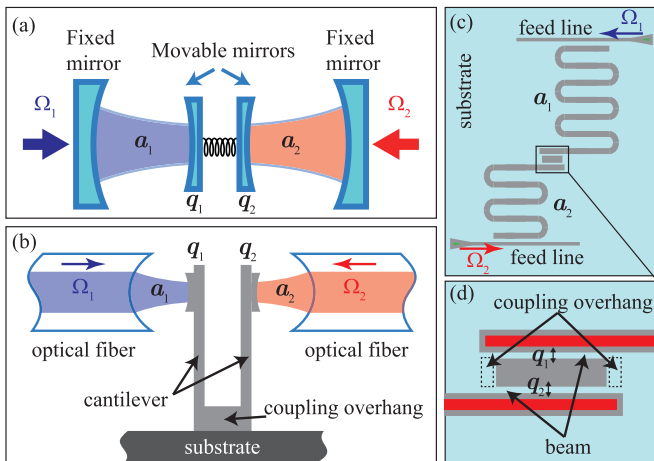 (a)
Fixed
mirror
Movable mirrors
Fixed
mirror
Ω1
a1
a2
Ω2
q1
q2
(b)
q1
q2
Ω1
a1
a2
Ω2
optical fiber
optical fiber
cantilever
coupling overhang
substrate
(c)
feed line
Ω1
substrate
a1
a2
Ω2
feed line
(d)
coupling overhang
q1
q2
beam